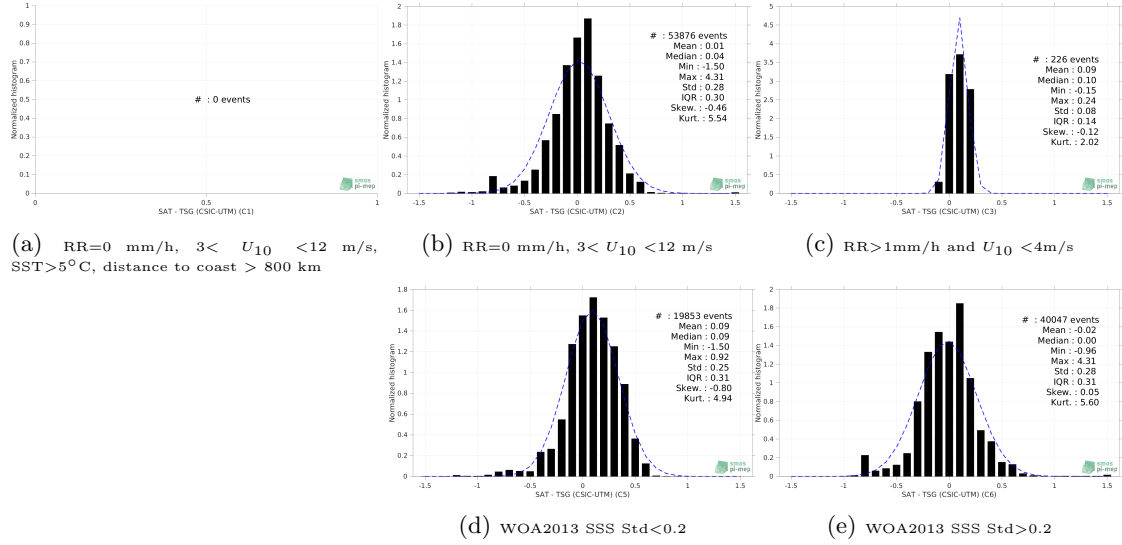 1
0.9
0.8
0.7
0.6
0.5
0.4
0.3
0.2
0.1
0
Normalized histogram
# : 0 events
smos
pi-mep
0 0.5 1
SAT - TSG (CSIC-UTM) (C1)
(a) RR=0 mm/h, 3< U10 <12 m/s,
SST>5°C, distance to coast > 800 km
2
1.8
1.6
1.4
1.2
1
0.8
0.6
0.4
0.2
0
Normalized histogram
# : 53876 events
Mean : 0.01
Median : 0.04
Min : -1.50
Max : 4.31
Std : 0.28
IQR : 0.30
Skew. : -0.46
Kurt. : 5.54
smos
pi-mep
-1.5 -1 -0.5 0 0.5 1 1.5
SAT - TSG (CSIC-UTM) (C2)
(b) RR=0 mm/h, 3< U10 <12 m/s
5
4.5
4
3.5
3
2.5
2
1.5
1
0.5
0
Normalized histogram
# : 226 events
Mean : 0.09
Median : 0.10
Min : -0.15
Max : 0.24
Std : 0.08
IQR : 0.14
Skew. : -0.12
Kurt. : 2.02
smos
pi-mep
-1.5 -1 -0.5 0 0.5 1 1.5
SAT - TSG (CSIC-UTM) (C3)
(c) RR>1mm/h and U10 <4m/s
1.8
1.6
1.4
1.2
1
0.8
0.6
0.4
0.2
0
Normalized histogram
# : 19853 events
Mean : 0.09
Median : 0.09
Min : -1.50
Max : 0.92
Std : 0.25
IQR : 0.31
Skew. : -0.80
Kurt. : 4.94
smos
pi-mep
-1.5 -1 -0.5 0 0.5 1 1.5
SAT - TSG (CSIC-UTM) (C5)
(d) WOA2013 SSS Std<0.2
2
1.8
1.6
1.4
1.2
1
0.8
0.6
0.4
0.2
0
Normalized histogram
# : 40047 events
Mean : -0.02
Median : 0.00
Min : -0.96
Max : 4.31
Std : 0.28
IQR : 0.31
Skew. : 0.05
Kurt. : 5.60
smos
pi-mep
-1.5 -1 -0.5 0 0.5 1 1.5
SAT - TSG (CSIC-UTM) (C6)
(e) WOA2013 SSS Std>0.2